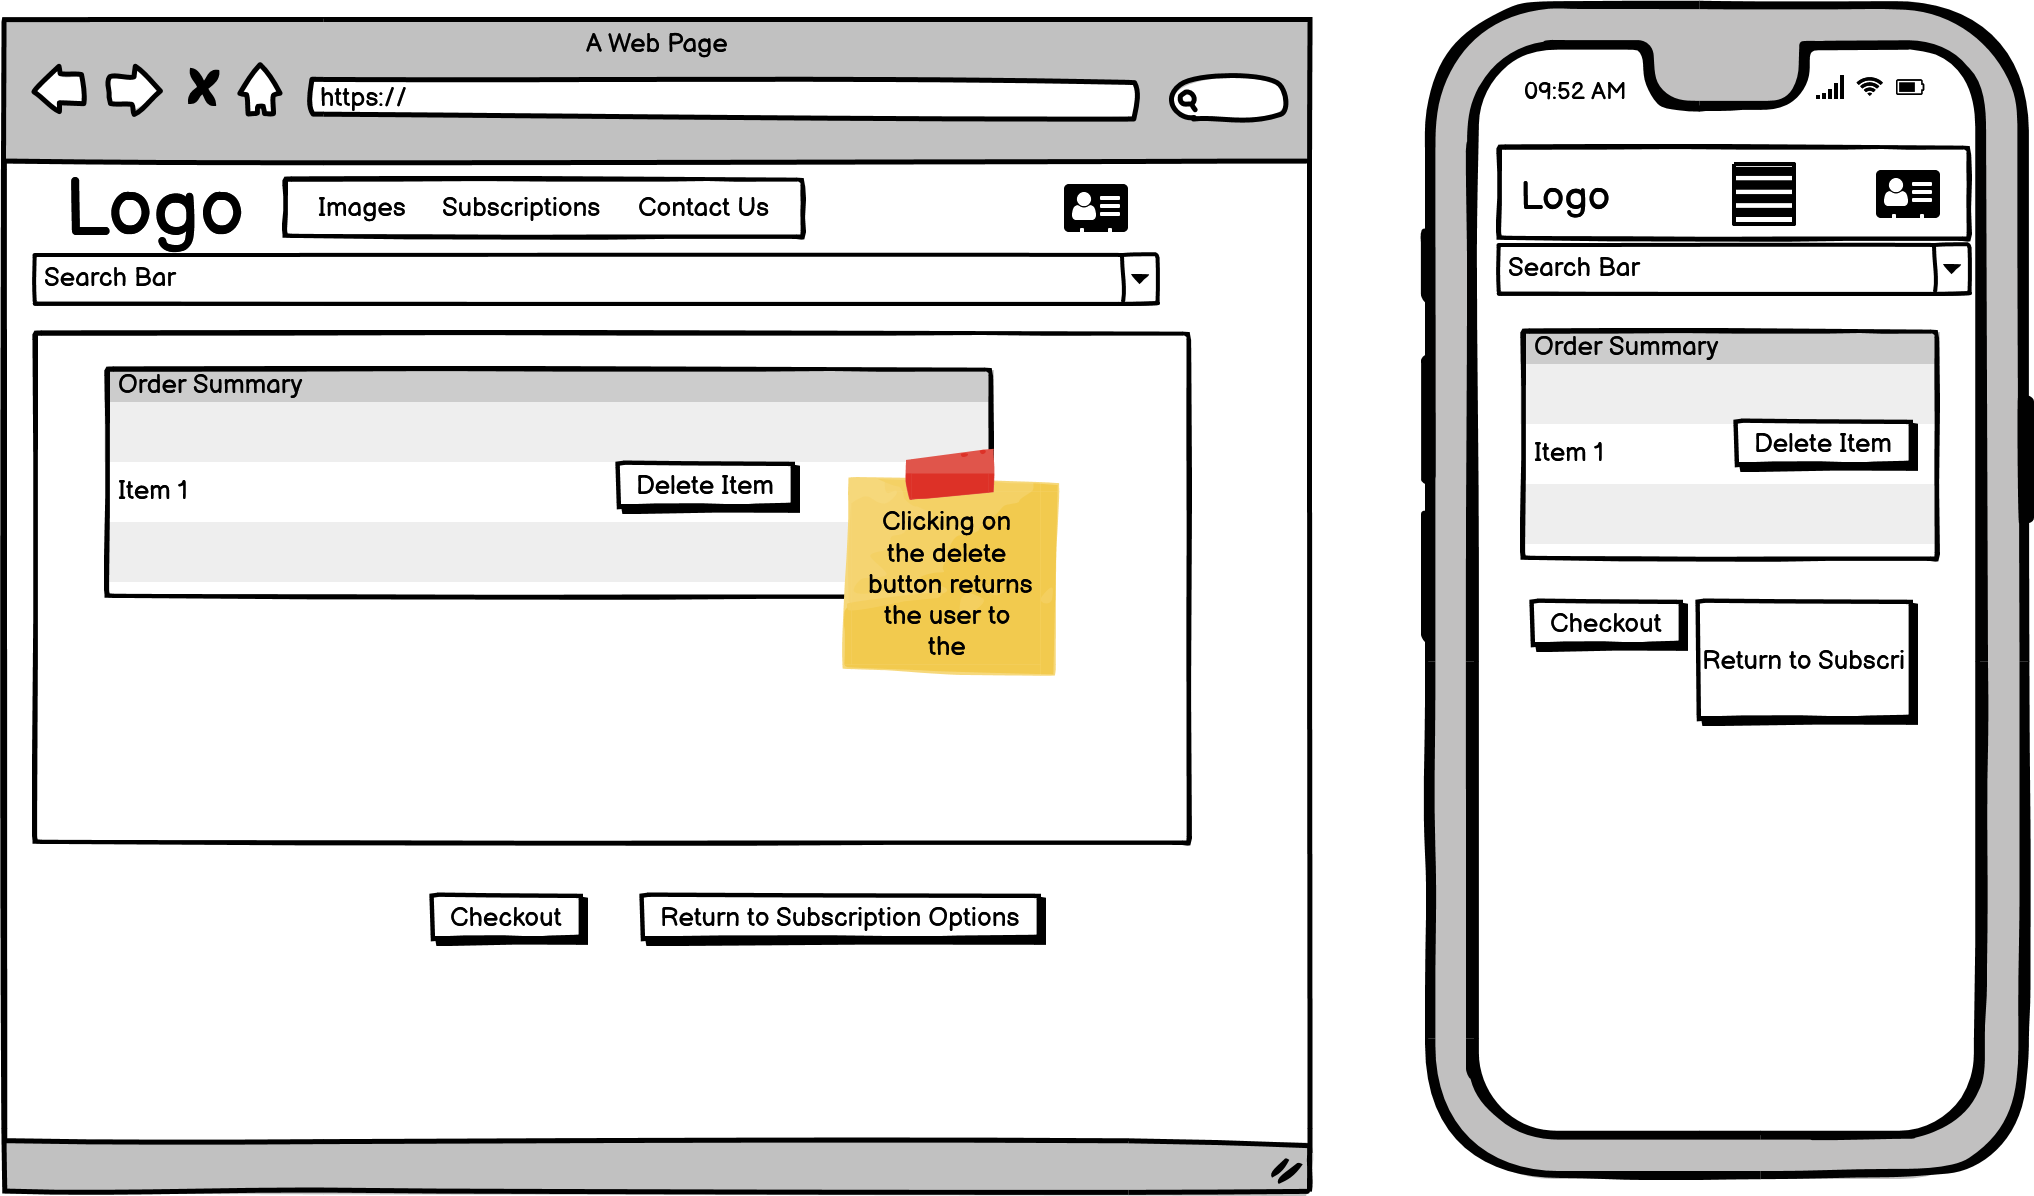 A Web Page
https://
Logo
Images Subscriptions Contact Us
Search Bar
Order Summary
Item 1
Delete Item
Clicking on
the delete
button returns
the user to
the
Checkout
Return to Subscription Options
09:52 AM
Logo
Search Bar
Order Summary
Item 1
Delete Item
Checkout
Return to Subscri